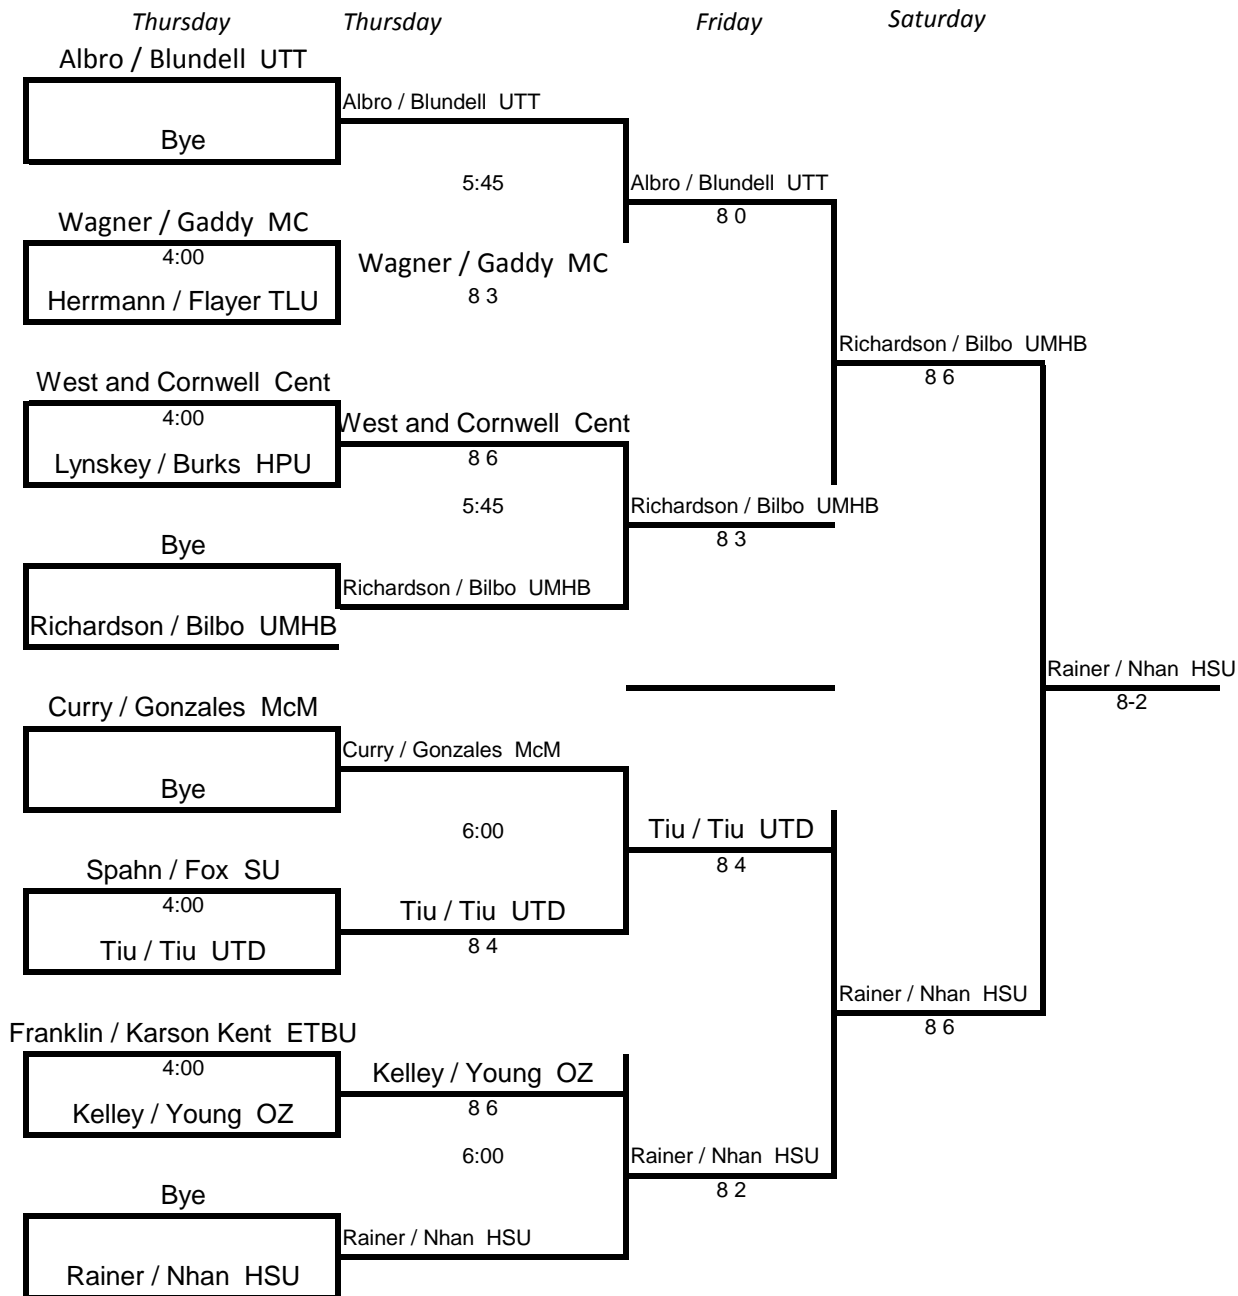 Thursday Thursday Friday Saturday
Albro / Blundell UTT
Albro / Blundell UTT
Bye
5:45 Albro / Blundell UTT
8 0
Wagner / Gaddy MC
4:00 Wagner / Gaddy MC
8 3
Herrmann / Flayer TLU
Richardson / Bilbo UMHB
8 6
West and Cornwell Cent
4:00 West and Cornwell Cent
8 6
Lynskey / Burks HPU
5:45 Richardson / Bilbo UMHB
8 3
Bye
Richardson / Bilbo UMHB
Richardson / Bilbo UMHB
Rainer / Nhan HSU
8-2
Curry / Gonzales McM
Curry / Gonzales McM
Bye
6:00 Tiu / Tiu UTD
8 4
Spahn / Fox SU
4:00 Tiu / Tiu UTD
8 4
Tiu / Tiu UTD
Rainer / Nhan HSU
8 6
Franklin / Karson Kent ETBU
4:00 Kelley / Young OZ
8 6
Kelley / Young OZ
6:00 Rainer / Nhan HSU
8 2
Bye
Rainer / Nhan HSU
Rainer / Nhan HSU